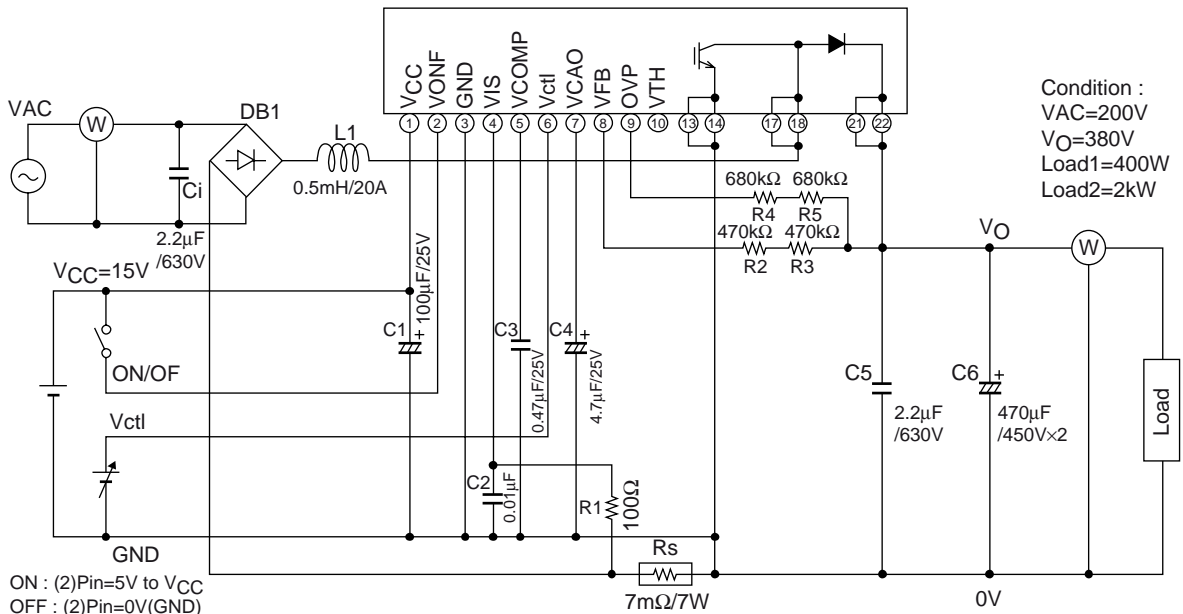 VCC
VONF
GND
VIS
VCOMP
Vctl
VCAO
VFB
OVP
VTH
1 2 3 4 5 6 7 8 9 10 13 14 17 18 21 22
Condition :
VAC=200V
VO=380V
Load1=400W
Load2=2kW
VAC
W
DB1
L1
0.5mH/20A
Ci
2.2µF
/630V
680kΩ 680kΩ
R4 R5
470kΩ 470kΩ
R2 R3
VO
W
VCC=15V
100µF/25V
C1 +
C3
0.47µF/25V
C4 +
4.7µF/25V
ON/OF
Vctl
C2
0.01µF
R1
100Ω
C5
2.2µF
/630V
C6 +
470µF
/450V×2
Load
GND
Rs
7mΩ/7W
0V
ON : (2)Pin=5V to VCC
OFF : (2)Pin=0V(GND)